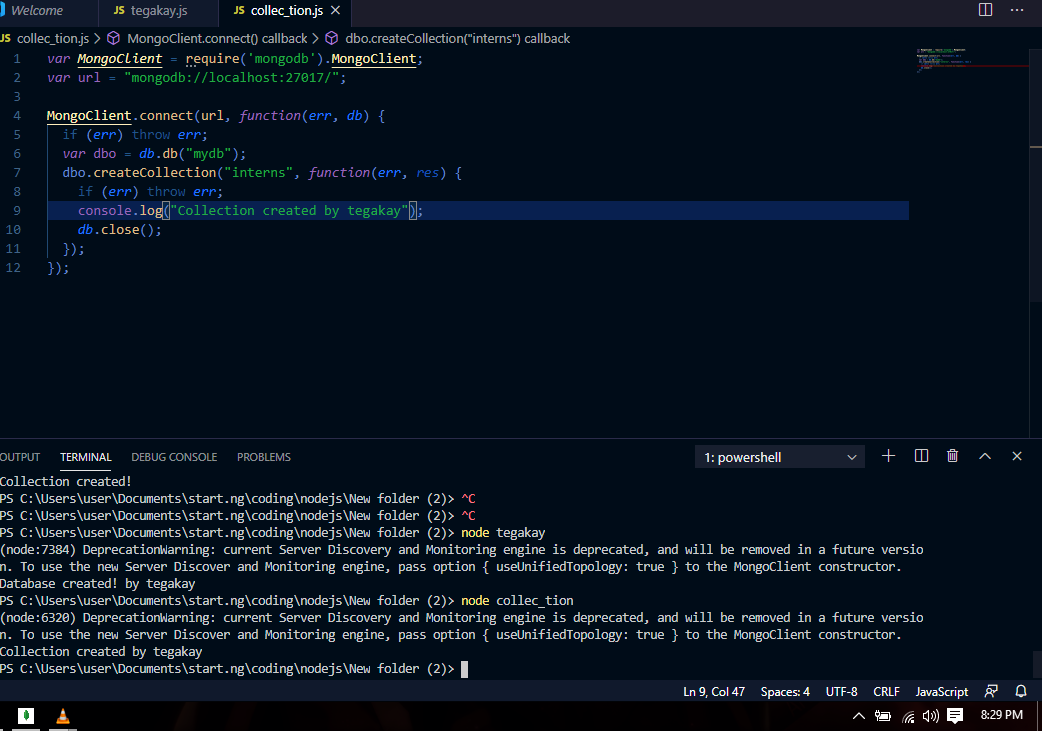 Welcome JS tegakay.js JS collec_tion.js
JS collec_tion.js > MongoClient.connect() callback > dbo.createCollection("interns") callback
1 var MongoClient = require('mongodb').MongoClient;
2 var url = "mongodb://localhost:27017/";
3
4 MongoClient.connect(url, function(err, db) {
5 if (err) throw err;
6 var dbo = db.db("mydb");
7 dbo.createCollection("interns", function(err, res) {
8 if (err) throw err;
9 console.log("Collection created by tegakay");
10 db.close();
11 });
12 });
OUTPUT TERMINAL DEBUG CONSOLE PROBLEMS 1: powershell
Collection created!
PS C:\Users\user\Documents\start.ng\coding\nodejs\New folder (2)> ^C
PS C:\Users\user\Documents\start.ng\coding\nodejs\New folder (2)> ^C
PS C:\Users\user\Documents\start.ng\coding\nodejs\New folder (2)> node tegakay
(node:7384) DeprecationWarning: current Server Discovery and Monitoring engine is deprecated, and will be removed in a future versio
n. To use the new Server Discover and Monitoring engine, pass option { useUnifiedTopology: true } to the MongoClient constructor.
Database created! by tegakay
PS C:\Users\user\Documents\start.ng\coding\nodejs\New folder (2)> node collec_tion
(node:6320) DeprecationWarning: current Server Discovery and Monitoring engine is deprecated, and will be removed in a future versio
n. To use the new Server Discover and Monitoring engine, pass option { useUnifiedTopology: true } to the MongoClient constructor.
Collection created by tegakay
PS C:\Users\user\Documents\start.ng\coding\nodejs\New folder (2)>
Ln 9, Col 47 Spaces: 4 UTF-8 CRLF JavaScript
8:29 PM